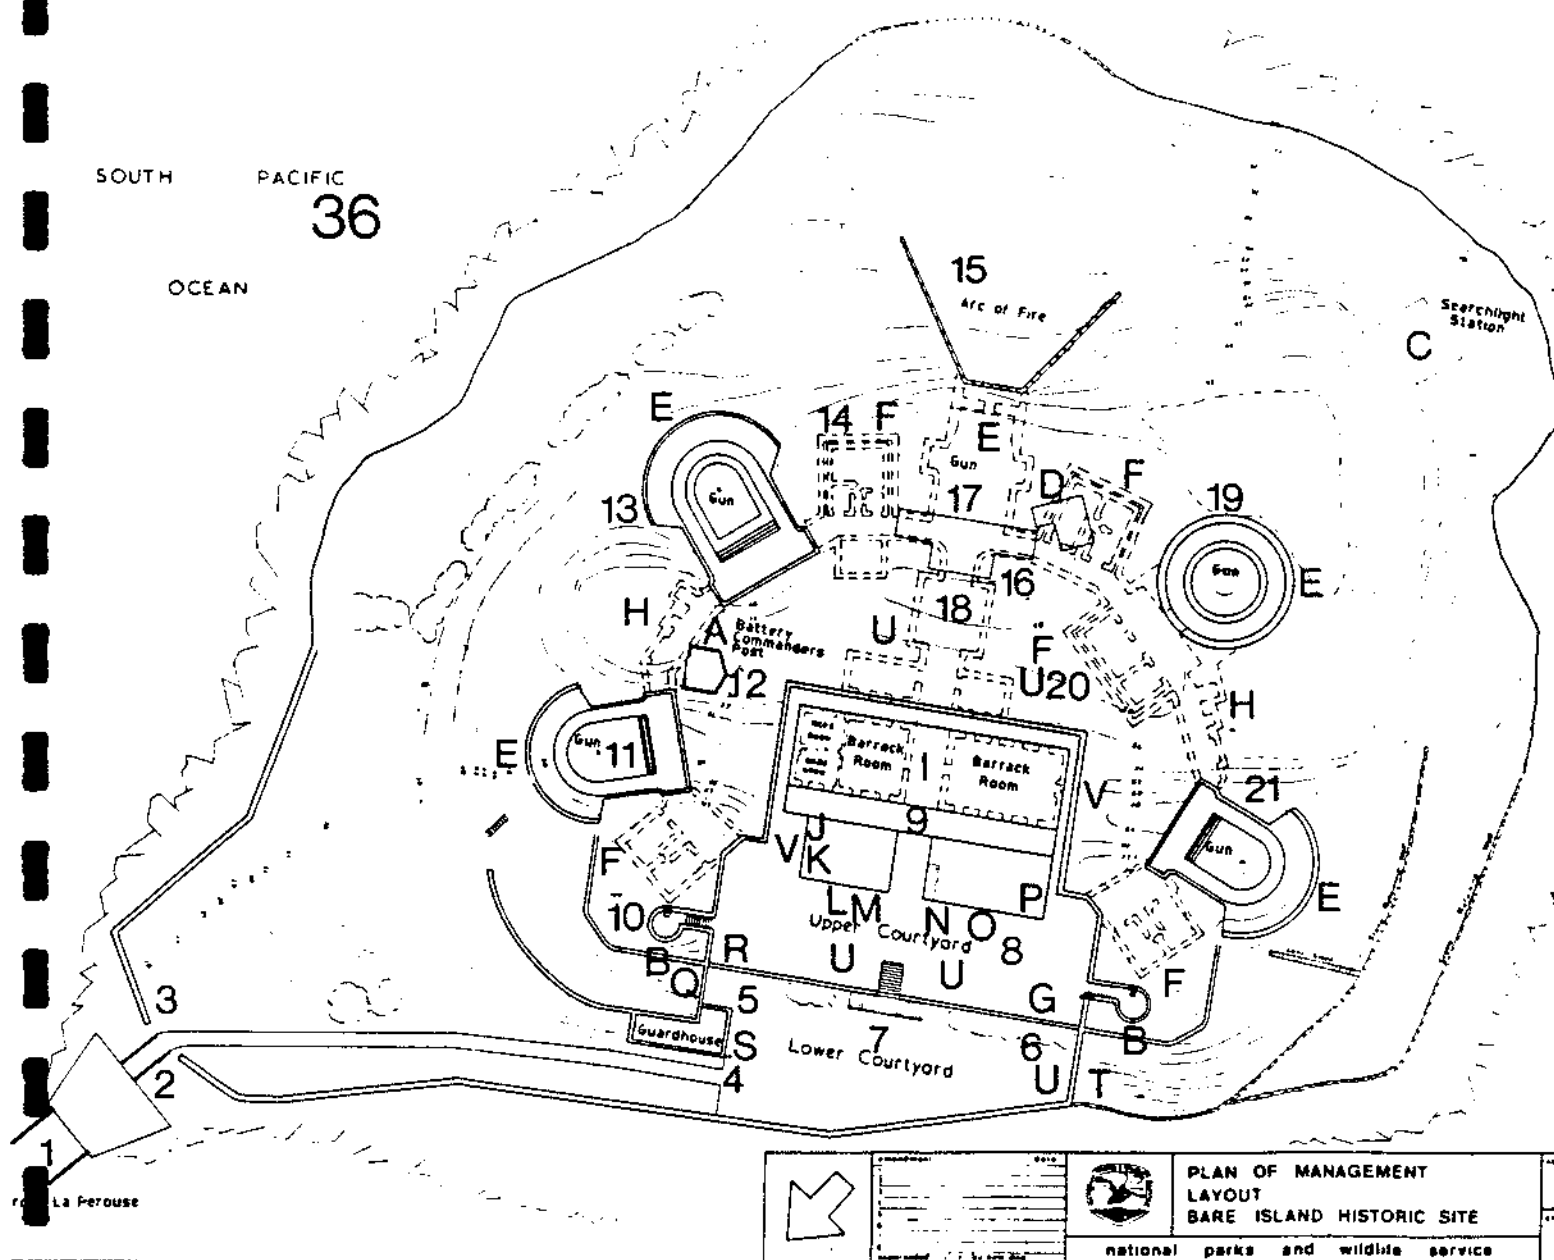 SOUTH PACIFIC
36
OCEAN
15
Arc of Fire
Searchlight
Station
C
E
14 F
E
Gun
17
D
F
19
Gun
E
13
Gun
16
18
H
A
Battery
Commanders
Post
12
U
F
U20
H
E
Gun
11
Barrack
Room
I
Barrack
Room
V
21
Gun
E
J
9
V
K
F
L
M
N
O
P
10
Upper Courtyard
8
B
R
U
U
Q
G
F
3
5
7
6
B
Guardhouse
S
Lower Courtyard
2
4
U
T
1
La Perouse
amendment date
PLAN OF MANAGEMENT
LAYOUT
BARE ISLAND HISTORIC SITE
national parks and wildlife service